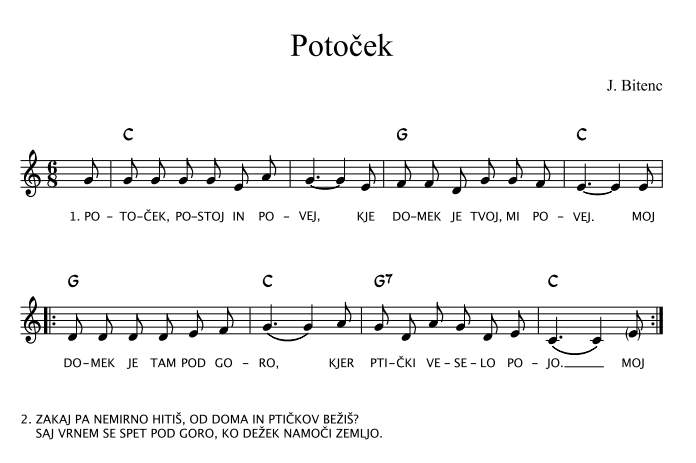 Potoček
J. Bitenc
C G C
6
8
1. PO – TO–ČEK, PO–STOJ IN PO – VEJ, KJE DO–MEK JE TVOJ, MI PO – VEJ. MOJ
G C G7 C
DO–MEK JE TAM POD GO – RO, KJER PTI–ČKI VE–SE–LO PO – JO.____ MOJ
2. ZAKAJ PA NEMIRNO HITIŠ, OD DOMA IN PTIČKOV BEŽIŠ?
SAJ VRNEM SE SPET POD GORO, KO DEŽEK NAMOČI ZEMLJO.